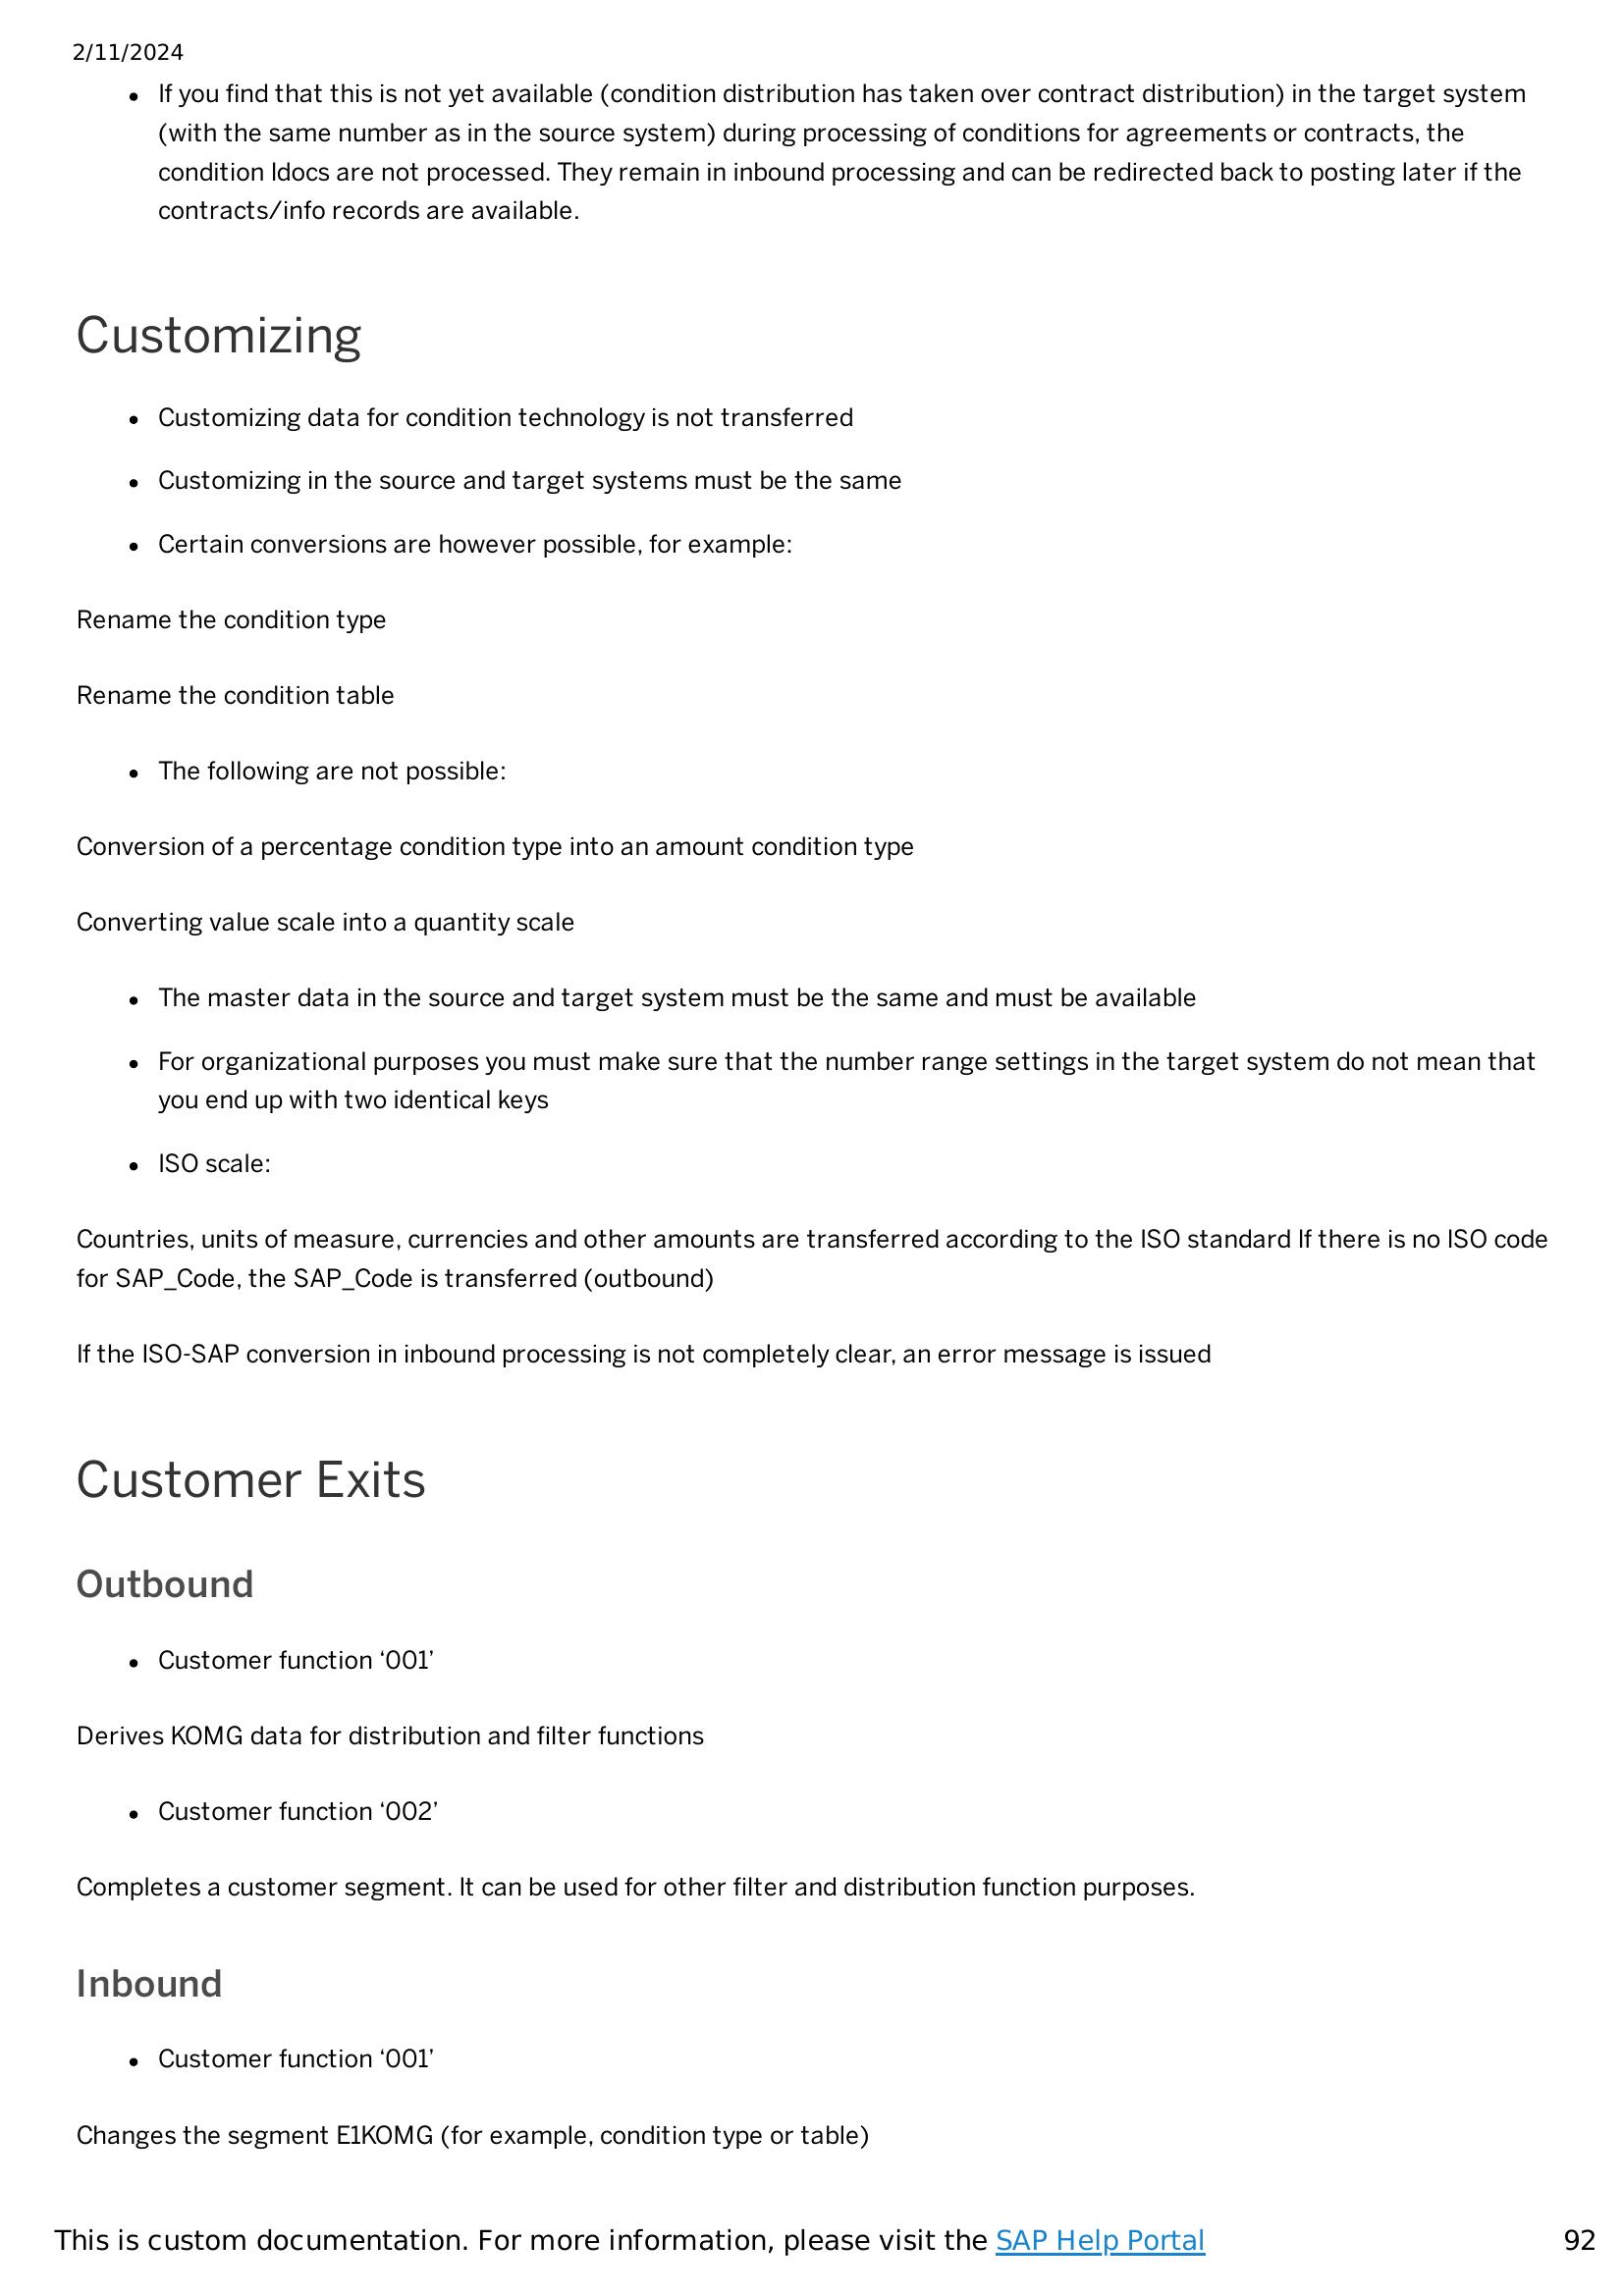 2/11/2024
• If you find that this is not yet available (condition distribution has taken over contract distribution) in the target system
(with the same number as in the source system) during processing of conditions for agreements or contracts, the
condition Idocs are not processed. They remain in inbound processing and can be redirected back to posting later if the
contracts/info records are available.
Customizing
• Customizing data for condition technology is not transferred
• Customizing in the source and target systems must be the same
• Certain conversions are however possible, for example:
Rename the condition type
Rename the condition table
• The following are not possible:
Conversion of a percentage condition type into an amount condition type
Converting value scale into a quantity scale
• The master data in the source and target system must be the same and must be available
• For organizational purposes you must make sure that the number range settings in the target system do not mean that
you end up with two identical keys
• ISO scale:
Countries, units of measure, currencies and other amounts are transferred according to the ISO standard If there is no ISO code
for SAP_Code, the SAP_Code is transferred (outbound)
If the ISO-SAP conversion in inbound processing is not completely clear, an error message is issued
Customer Exits
Outbound
• Customer function ‘001’
Derives KOMG data for distribution and filter functions
• Customer function ‘002’
Completes a customer segment. It can be used for other filter and distribution function purposes.
Inbound
• Customer function ‘001’
Changes the segment E1KOMG (for example, condition type or table)
This is custom documentation. For more information, please visit the SAP Help Portal 92